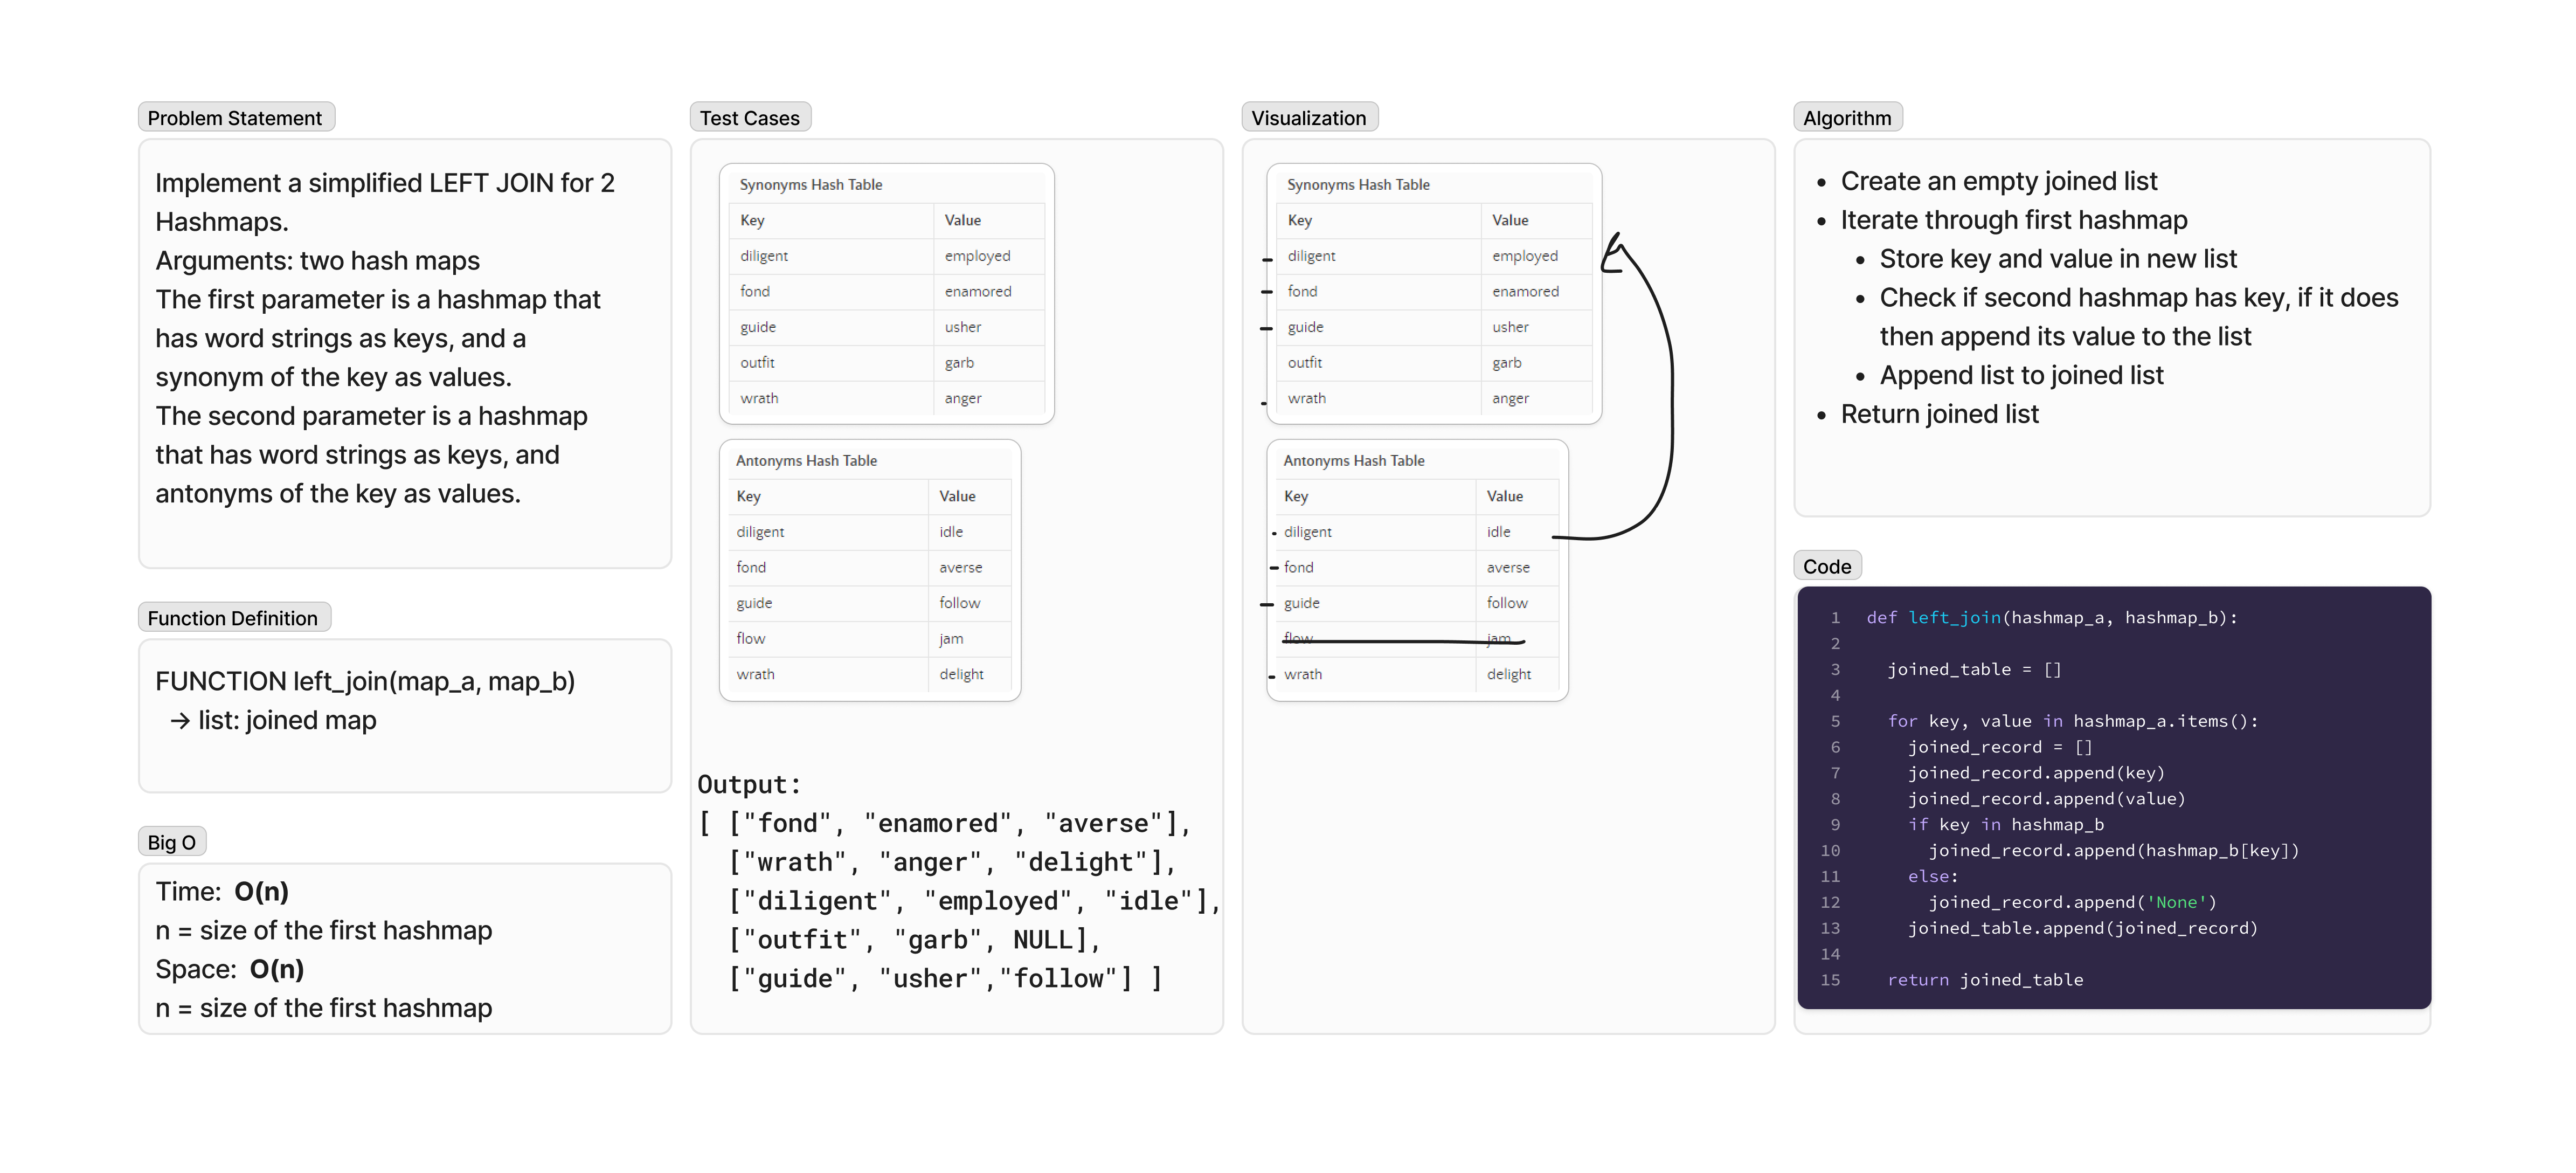 Problem Statement
Implement a simplified LEFT JOIN for 2
Hashmaps.
Arguments: two hash maps
The first parameter is a hashmap that
has word strings as keys, and a
synonym of the key as values.
The second parameter is a hashmap
that has word strings as keys, and
antonyms of the key as values.
Function Definition
FUNCTION left_join(map_a, map_b)
→ list: joined map
Big O
Time: O(n)
n = size of the first hashmap
Space: O(n)
n = size of the first hashmap
Test Cases
Synonyms Hash Table
Key Value
diligent employed
fond enamored
guide usher
outfit garb
wrath anger
Antonyms Hash Table
Key Value
diligent idle
fond averse
guide follow
flow jam
wrath delight
Output:
[ ["fond", "enamored", "averse"],
["wrath", "anger", "delight"],
["diligent", "employed", "idle"],
["outfit", "garb", NULL],
["guide", "usher","follow"] ]
Visualization
Synonyms Hash Table
Key Value
diligent employed
fond enamored
guide usher
outfit garb
wrath anger
Antonyms Hash Table
Key Value
diligent idle
fond averse
guide follow
flow jam
wrath delight
Algorithm
• Create an empty joined list
• Iterate through first hashmap
• Store key and value in new list
• Check if second hashmap has key, if it does
then append its value to the list
• Append list to joined list
• Return joined list
Code
1 def left_join(hashmap_a, hashmap_b):
2
3 joined_table = []
4
5 for key, value in hashmap_a.items():
6 joined_record = []
7 joined_record.append(key)
8 joined_record.append(value)
9 if key in hashmap_b
10 joined_record.append(hashmap_b[key])
11 else:
12 joined_record.append('None')
13 joined_table.append(joined_record)
14
15 return joined_table